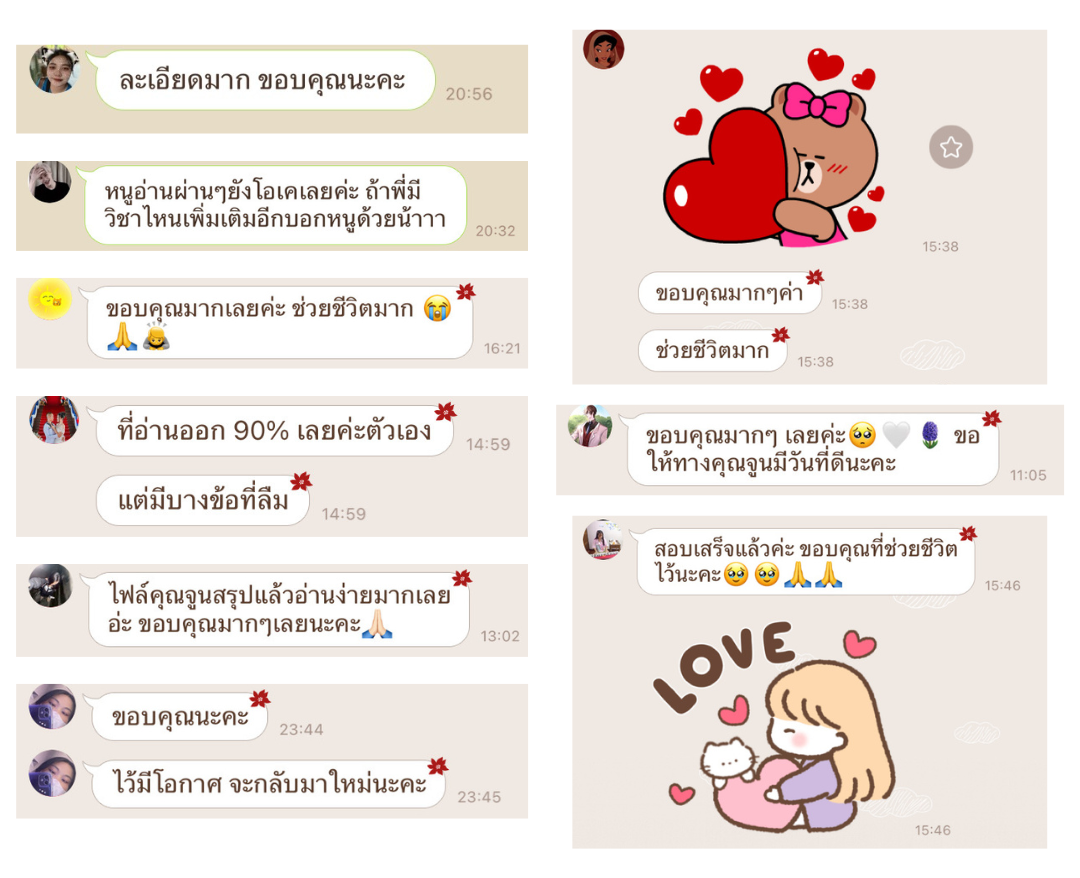 ละเอียดมาก ขอบคุณนะคะ
20:56
หนูอ่านผ่านๆยังโอเคเลยค่ะ ถ้าพี่มี
วิชาไหนเพิ่มเติมอีกบอกหนูด้วยน้าาา
20:32
ขอบคุณมากเลยค่ะ ช่วยชีวิตมาก 😭
🙏🙇
16:21
ที่อ่านออก 90% เลยค่ะตัวเอง
14:59
แต่มีบางข้อที่ลืม
14:59
ไฟล์คุณจูนสรุปแล้วอ่านง่ายมากเลย
อ่ะ ขอบคุณมากๆเลยนะคะ🙏🏻
13:02
ขอบคุณนะคะ
23:44
ไว้มีโอกาศ จะกลับมาใหม่นะคะ
23:45
15:38
ขอบคุณมากๆค่า
15:38
ช่วยชีวิตมาก
15:38
ขอบคุณมากๆ เลยค่ะ🥺🤍🪻 ขอ
ให้ทางคุณจูนมีวันที่ดีนะคะ
11:05
สอบเสร็จแล้วค่ะ ขอบคุณที่ช่วยชีวิต
ไว้นะคะ🥹🥹🙏🙏
15:46
LOVE
15:46